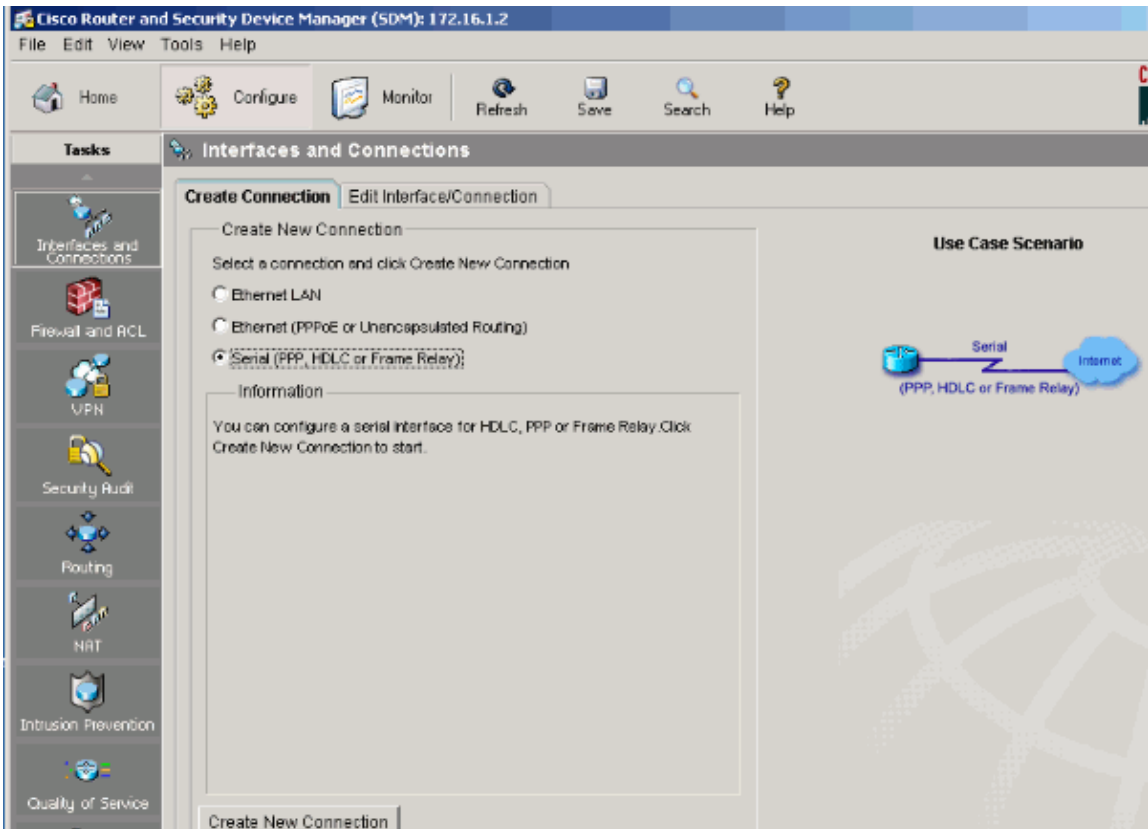 Cisco Router and Security Device Manager (SDM): 172.16.1.2
File Edit View Tools Help
Home Configure Monitor Refresh Save Search Help
Tasks
Interfaces and Connections
Create Connection Edit Interface/Connection
Interfaces and
Connections
Firewall and ACL
VPN
Security Audit
Routing
NAT
Intrusion Prevention
Quality of Service
Create New Connection
Select a connection and click Create New Connection
Ethernet LAN
Ethernet (PPPoE or Unencapsulated Routing)
Serial (PPP, HDLC or Frame Relay)
Information
You can configure a serial interface for HDLC, PPP or Frame Relay.Click
Create New Connection to start.
Create New Connection
Use Case Scenario
Serial
Internet
(PPP, HDLC or Frame Relay)